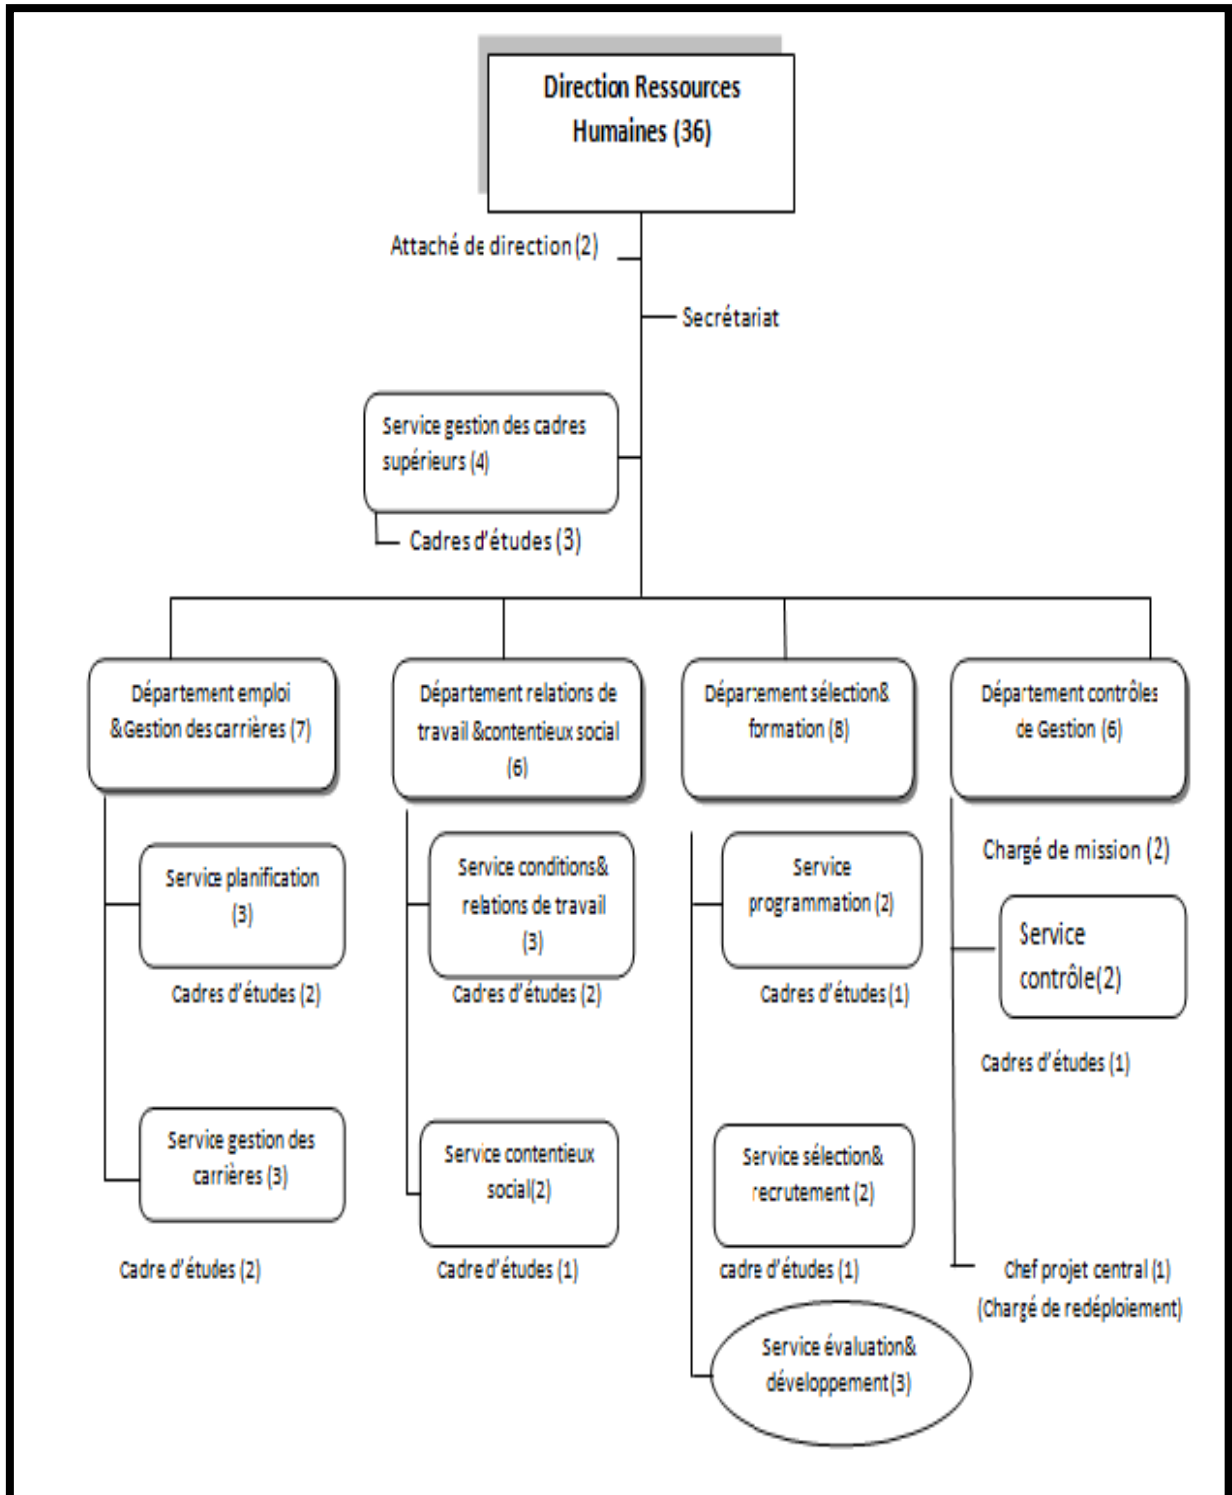 Direction Ressources
Humaines (36)
Attaché de direction (2)
Secrétariat
Service gestion des cadres
supérieurs (4)
Cadres d'études (3)
Département emploi
&Gestion des carrières (7)
Département relations de
travail &contentieux social
(6)
Département sélection&
formation (8)
Département contrôles
de Gestion (6)
Service planification
(3)
Cadres d'études (2)
Service gestion des
carrières (3)
Cadre d'études (2)
Service conditions&
relations de travail
(3)
Cadres d'études (2)
Service contentieux
social(2)
Cadre d'études (1)
Service
programmation (2)
Cadres d'études (1)
Service sélection&
recrutement (2)
cadre d'études (1)
Service évaluation&
développement (3)
Chargé de mission (2)
Service
contrôle(2)
Cadres d'études (1)
Chef projet central (1)
(Chargé de redéploiement)